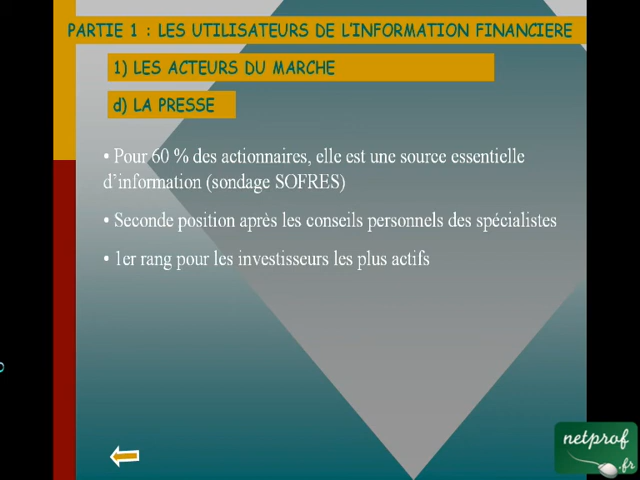 PARTIE 1 : LES UTILISATEURS DE L'INFORMATION FINANCIERE
1) LES ACTEURS DU MARCHE
d) LA PRESSE
• Pour 60 % des actionnaires, elle est une source essentielle
d'information (sondage SOFRES)
• Seconde position après les conseils personnels des spécialistes
• 1er rang pour les investisseurs les plus actifs
netprof
.fr